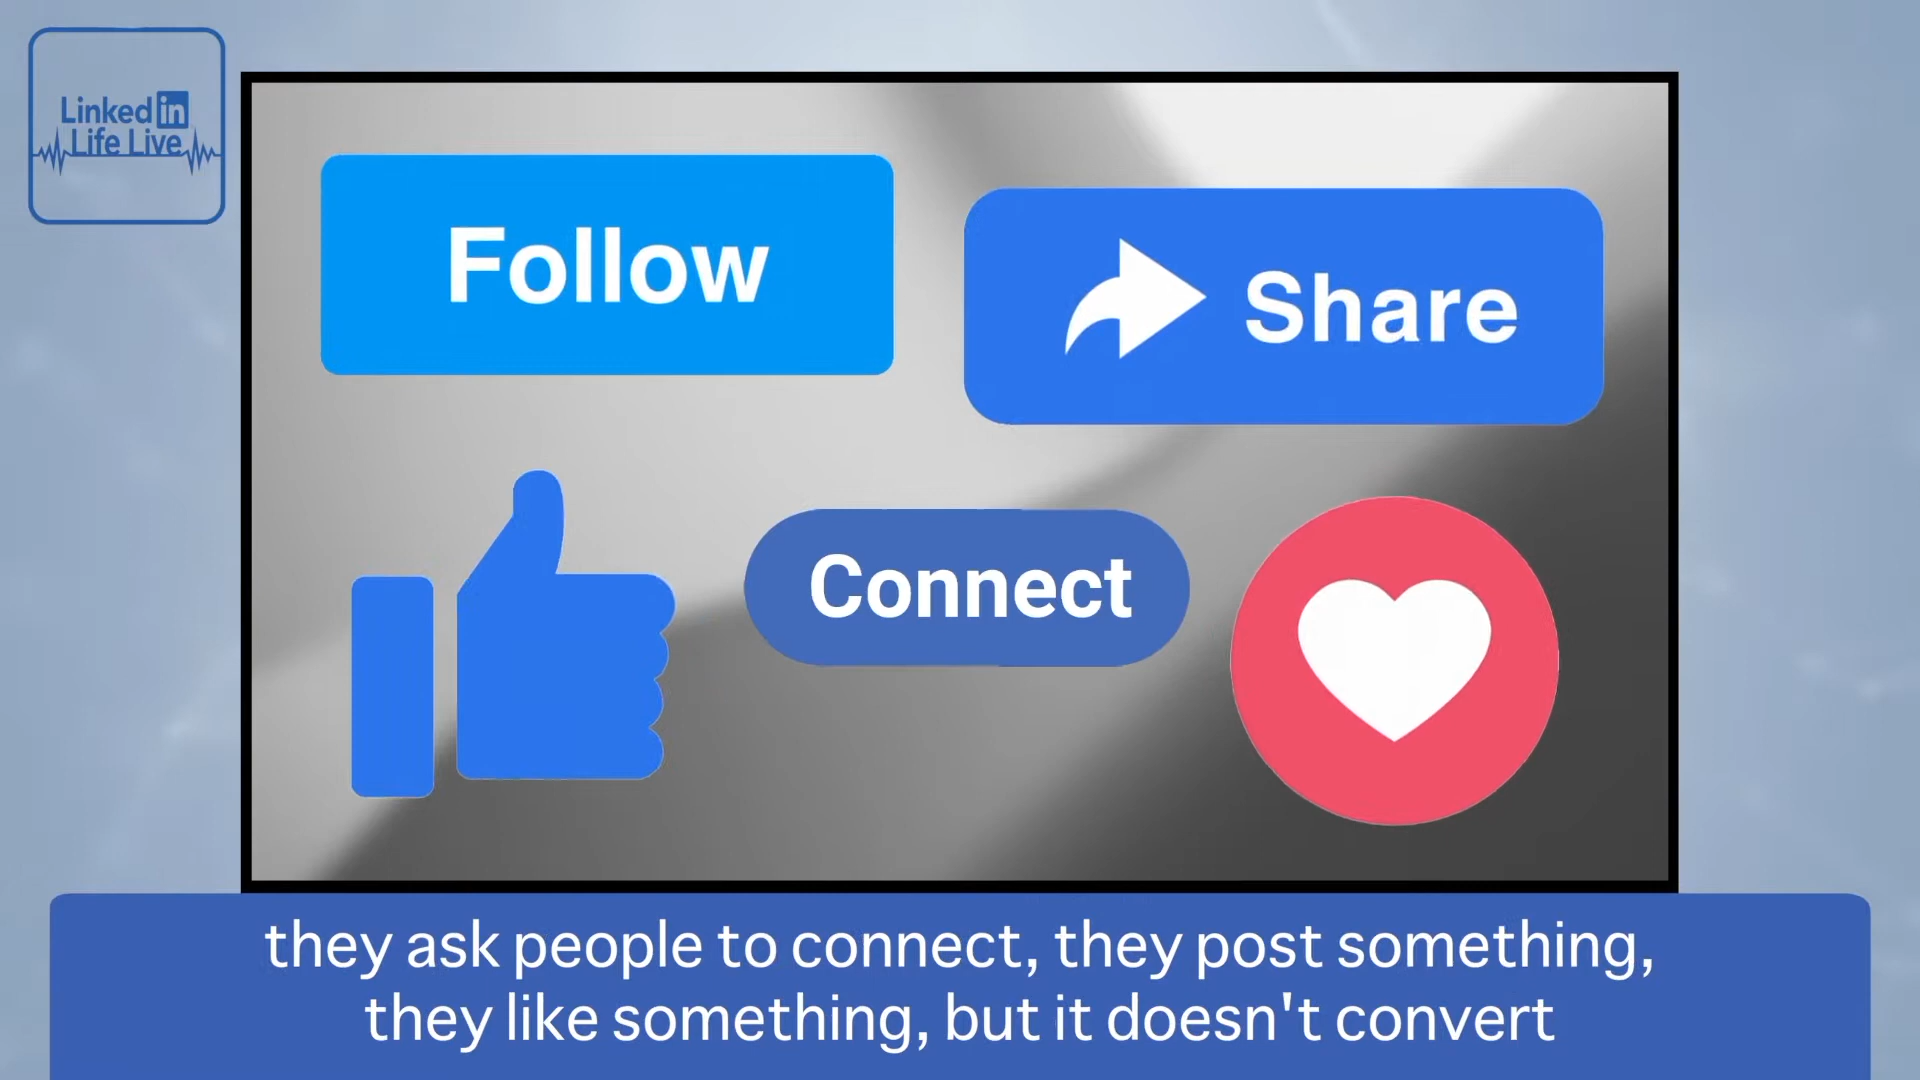 Linked in
Life Live
Follow
Share
Connect
they ask people to connect, they post something,
they like something, but it doesn't convert